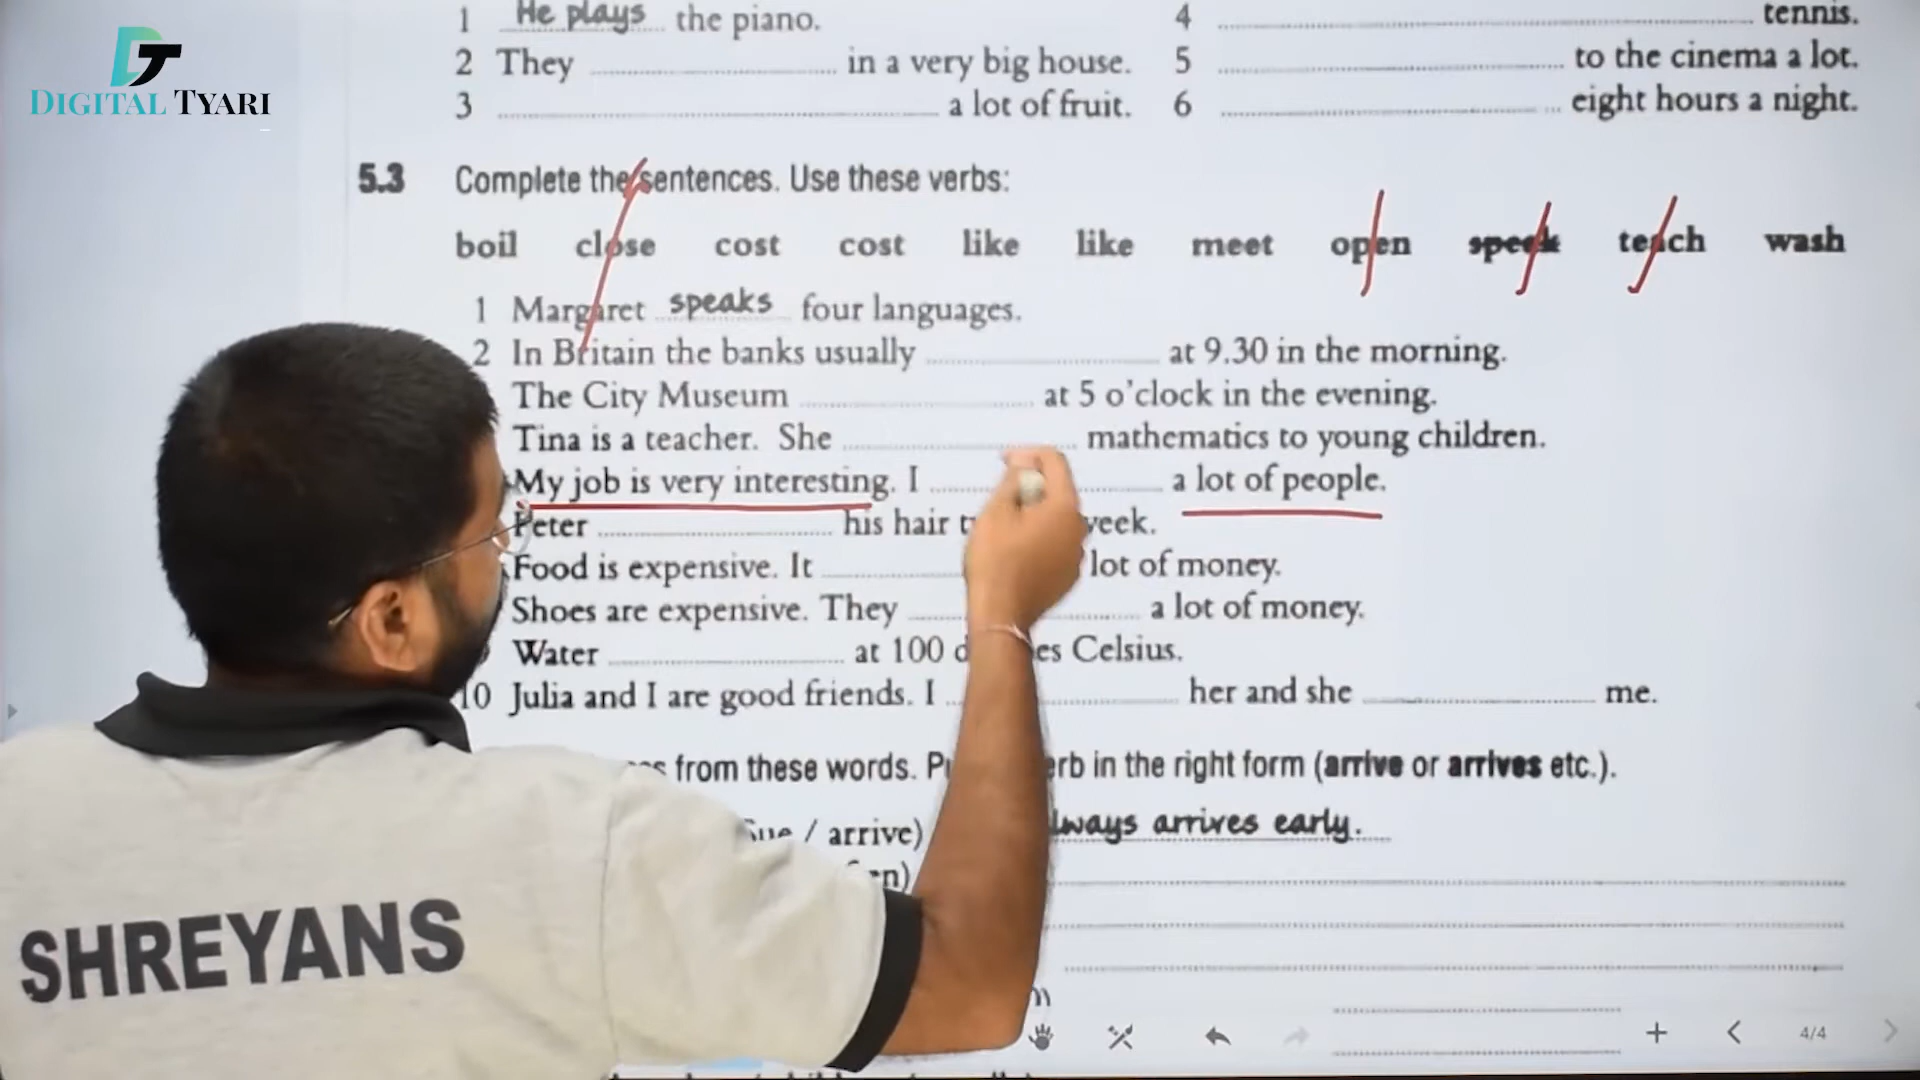 DT
DIGITAL TYARI
1 He plays the piano.
2 They in a very big house.
3 a lot of fruit.
4 tennis.
5 to the cinema a lot.
6 eight hours a night.
5.3 Complete the sentences. Use these verbs:
boil close cost cost like like meet open speak teach wash
1 Margaret speaks four languages.
2 In Britain the banks usually at 9.30 in the morning.
The City Museum at 5 o'clock in the evening.
Tina is a teacher. She mathematics to young children.
My job is very interesting. I a lot of people.
Peter his hair week.
Food is expensive. It lot of money.
Shoes are expensive. They a lot of money.
Water at 100 Celsius.
10 Julia and I are good friends. I her and she me.
from these words. in the right form (arrive or arrives etc.).
/ arrive) always arrives early.
SHREYANS
4/4